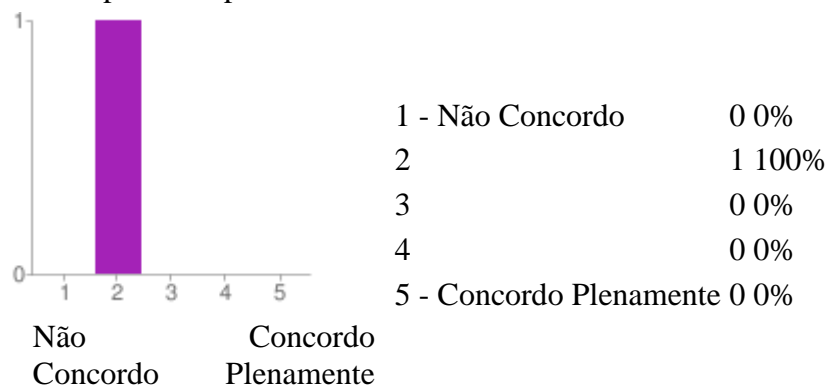 1
0
1 2 3 4 5
Não Concordo
Concordo Plenamente
1 - Não Concordo 0 0%
2 1 100%
3 0 0%
4 0 0%
5 - Concordo Plenamente 0 0%